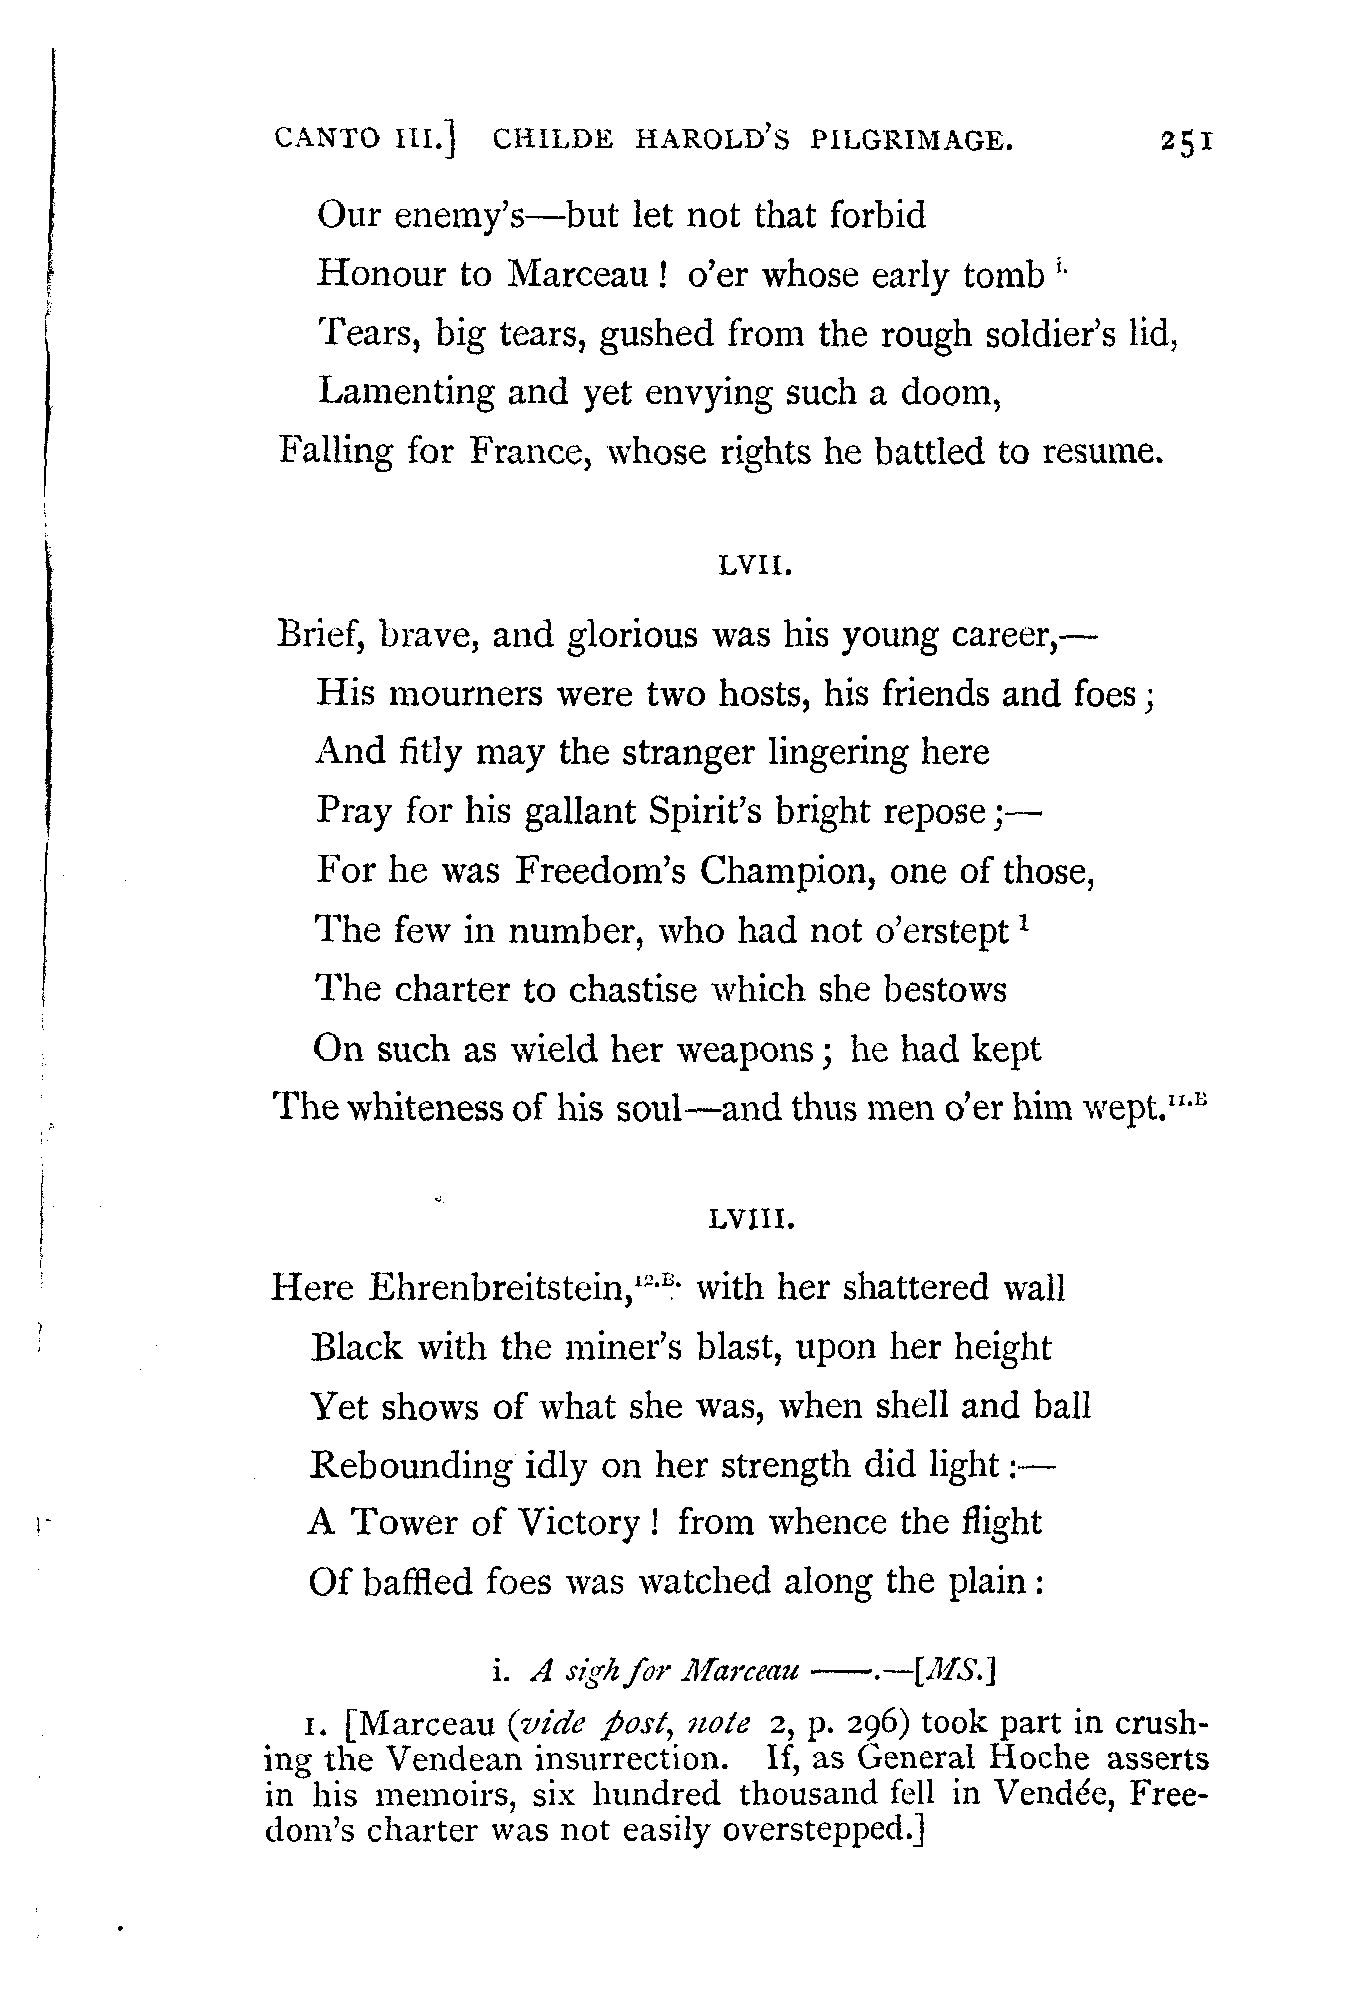 CANTO III.] CHILDE HAROLD'S PILGRIMAGE. 251
Our enemy's—but let not that forbid
Honour to Marceau! o'er whose early tomb i.
Tears, big tears, gushed from the rough soldier's lid,
Lamenting and yet envying such a doom,
Falling for France, whose rights he battled to resume.
LVII.
Brief, brave, and glorious was his young career,—
His mourners were two hosts, his friends and foes;
And fitly may the stranger lingering here
Pray for his gallant Spirit's bright repose;—
For he was Freedom's Champion, one of those,
The few in number, who had not o'erstept 1
The charter to chastise which she bestows
On such as wield her weapons; he had kept
The whiteness of his soul—and thus men o'er him wept.11.B
LVIII.
Here Ehrenbreitstein,12.B. with her shattered wall
Black with the miner's blast, upon her height
Yet shows of what she was, when shell and ball
Rebounding idly on her strength did light:—
A Tower of Victory! from whence the flight
Of baffled foes was watched along the plain:
i. A sigh for Marceau ——.—[MS.]
1. [Marceau (vide post, note 2, p. 296) took part in crush-
ing the Vendean insurrection. If, as General Hoche asserts
in his memoirs, six hundred thousand fell in Vendée, Free-
dom's charter was not easily overstepped.]